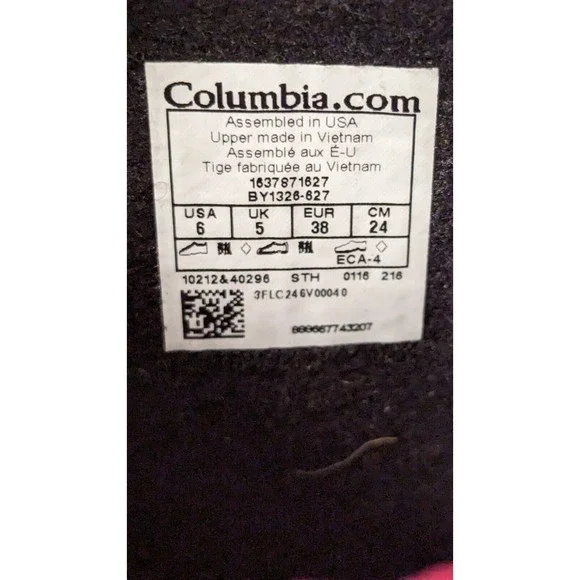 Columbia.com
Assembled in USA
Upper made in Vietnam
Assemblé aux É-U
Tige fabriquée au Vietnam
1637871627
BY1326-627
USA UK EUR CM
6 5 38 24
ECA-4
10212&40296 STH 0116 216
3FLC246V00040